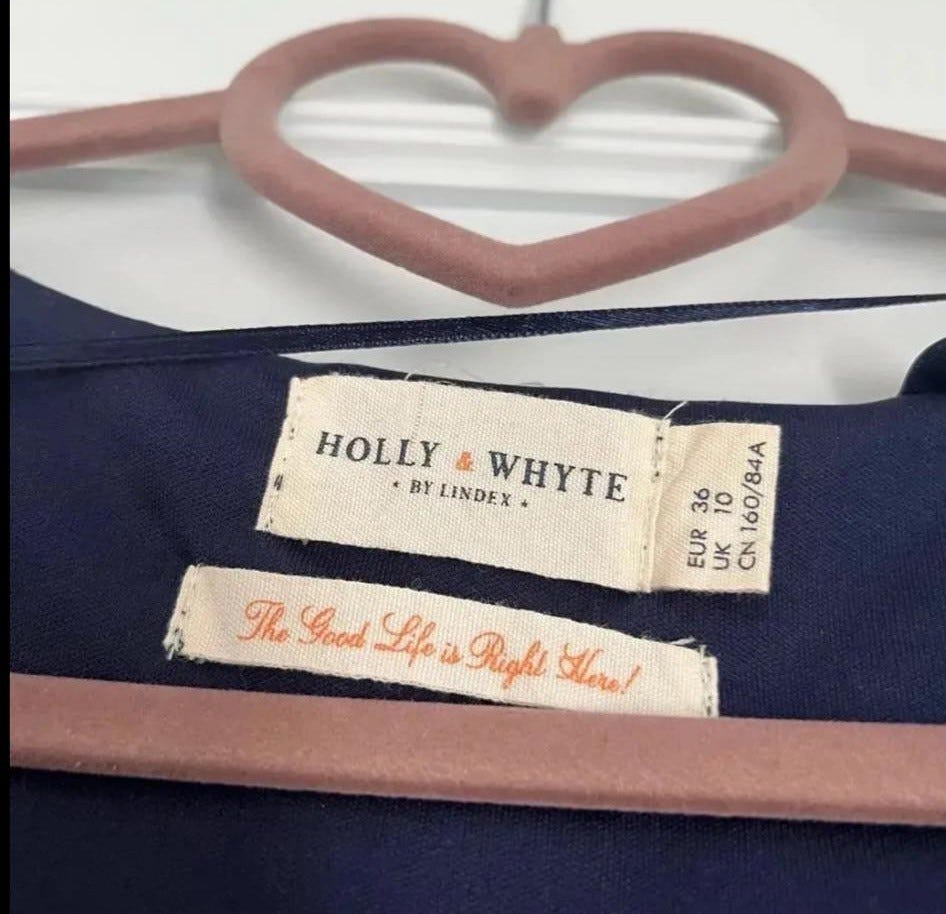 HOLLY & WHYTE
• BY LINDEX •
EUR 36
UK 10
CN 160/84A
The Good Life is Right Here!